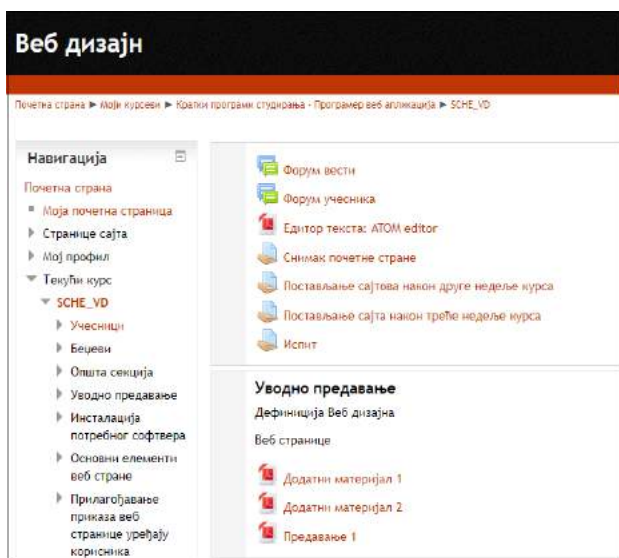 Веб дизајн
Почетна страна ► Моји курсеви ► Кратки програми студирања - Програмер веб апликација ► SCHE_VD
Навигација
Почетна страна
Моја почетна страница
Странице сајта
Мој профил
Текући курс
SCHE_VD
Учесници
Беџеви
Општа секција
Уводно предавање
Инсталација
потребног софтвера
Основни елементи
веб стране
Прилагођавање
приказа веб
странице уређају
корисника
Форум вести
Форум учесника
Едитор текста: ATOM editor
Снимак почетне стране
Постављање сајтова након друге недеље курса
Постављање сајта након треће недеље курса
Испит
Уводно предавање
Дефиниција Веб дизајна
Веб странице
Додатни материјал 1
Додатни материјал 2
Предавање 1